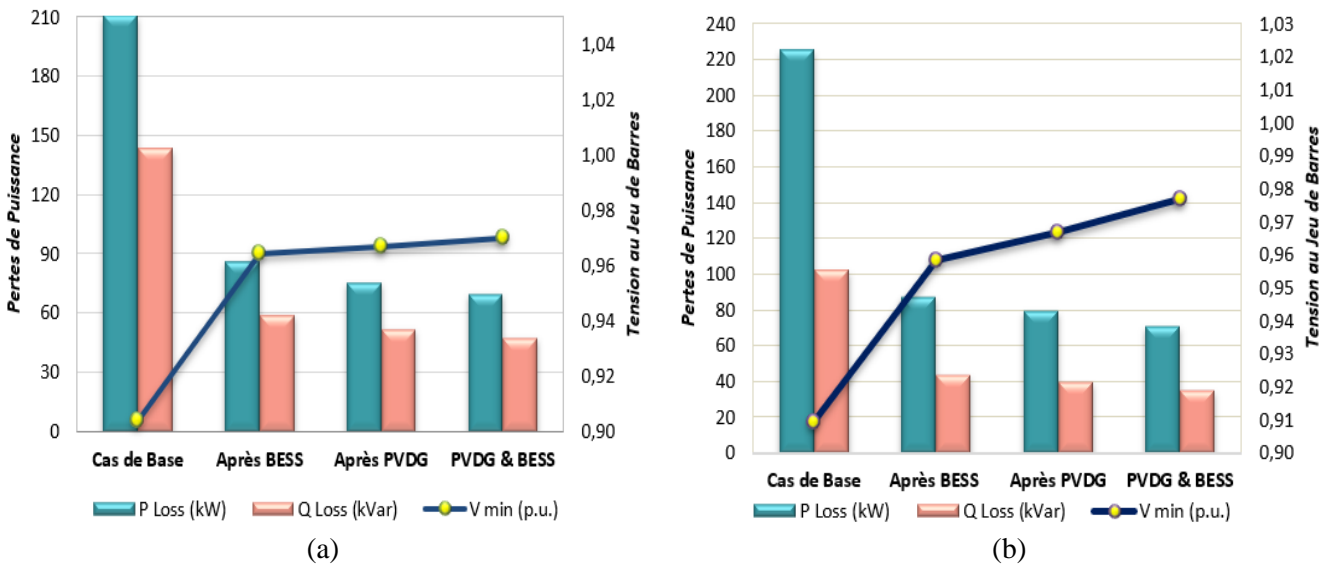 Pertes de Puissance
210
180
150
120
90
60
30
0
1,04
1,02
1,00
0,98
0,96
0,94
0,92
0,90
Tension au Jeu de Barres
Cas de Base
Après BESS
Après PVDG
PVDG & BESS
P Loss (kW)
Q Loss (kVar)
V min (p.u.)
(a)
Pertes de Puissance
240
220
200
180
160
140
120
100
80
60
40
20
0
1,03
1,02
1,01
1,00
0,99
0,98
0,97
0,96
0,95
0,94
0,93
0,92
0,91
0,90
Tension au Jeu de Barres
Cas de Base
Après BESS
Après PVDG
PVDG & BESS
P Loss (kW)
Q Loss (kVar)
V min (p.u.)
(b)